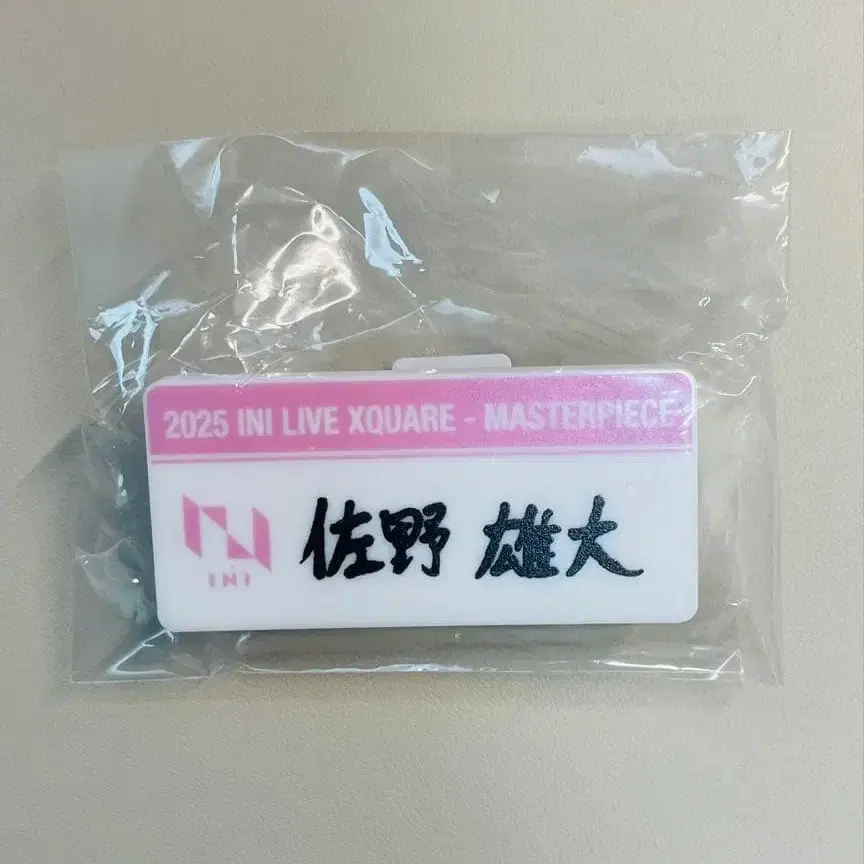 2025 INI LIVE XQUARE - MASTERPIECE
佐野 雄大
INI